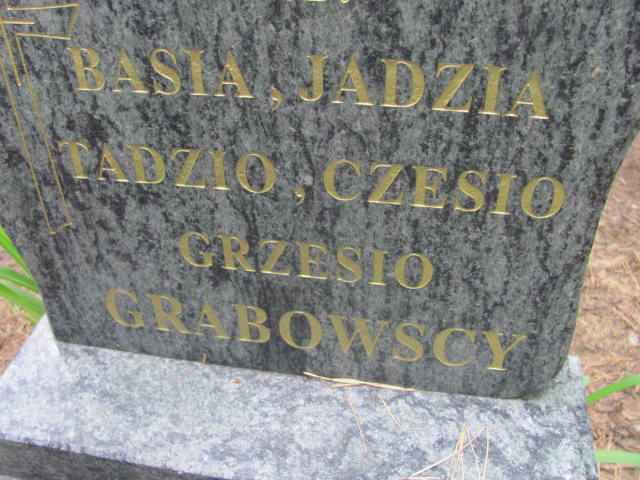 BASIA, JADZIA
TADZIO, CZESIO
GRZESIO
GRABOWSCY